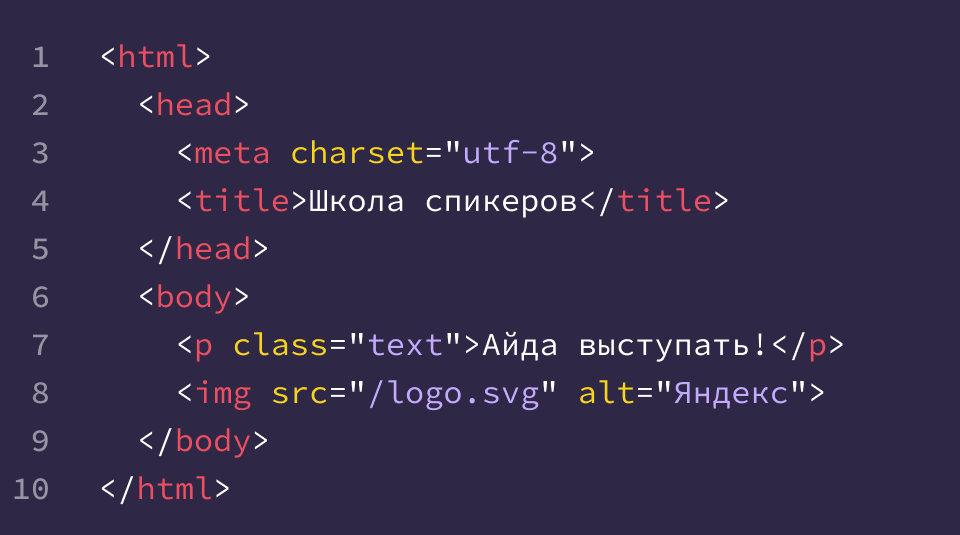 1 <html>
2 <head>
3 <meta charset="utf-8">
4 <title>Школа спикеров</title>
5 </head>
6 <body>
7 <p class="text">Айда выступать!</p>
8 <img src="/logo.svg" alt="Яндекс">
9 </body>
10 </html>